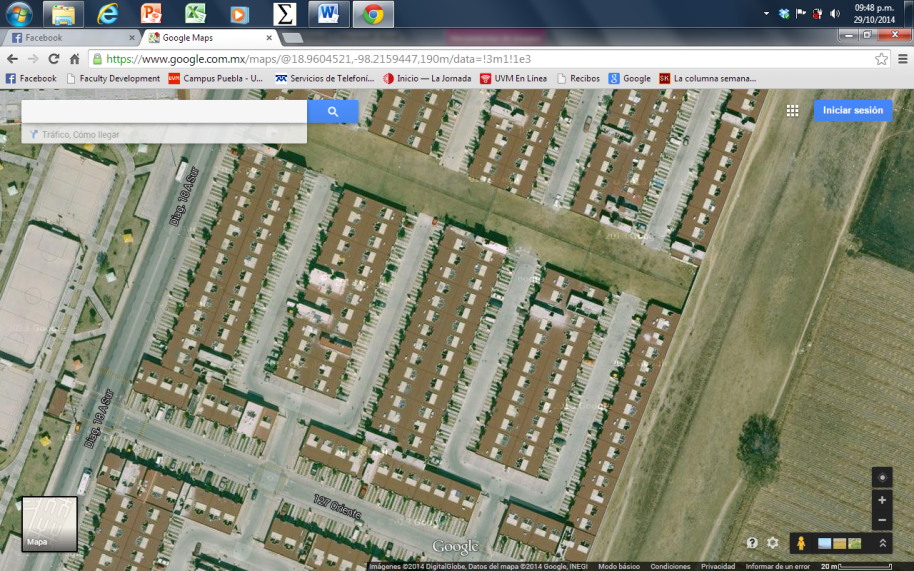 09:48 p.m.
29/10/2014
Facebook
Google Maps
https://www.google.com.mx/maps/@18.9604521,-98.2159447,190m/data=!3m1!1e3
Facebook
Faculty Development
Campus Puebla - U...
Servicios de Telefoní...
Inicio — La Jornada
UVM En Línea
Recibos
Google
La columna semana...
Tráfico, Cómo llegar
Iniciar sesión
Diag. 18 A Sur
Diag. 18 A Sur
127 Oriente
Mapa
Google
Imágenes ©2014 DigitalGlobe, Datos del mapa ©2014 Google, INEGI
Modo básico
Condiciones
Privacidad
Informar de un error
20 m